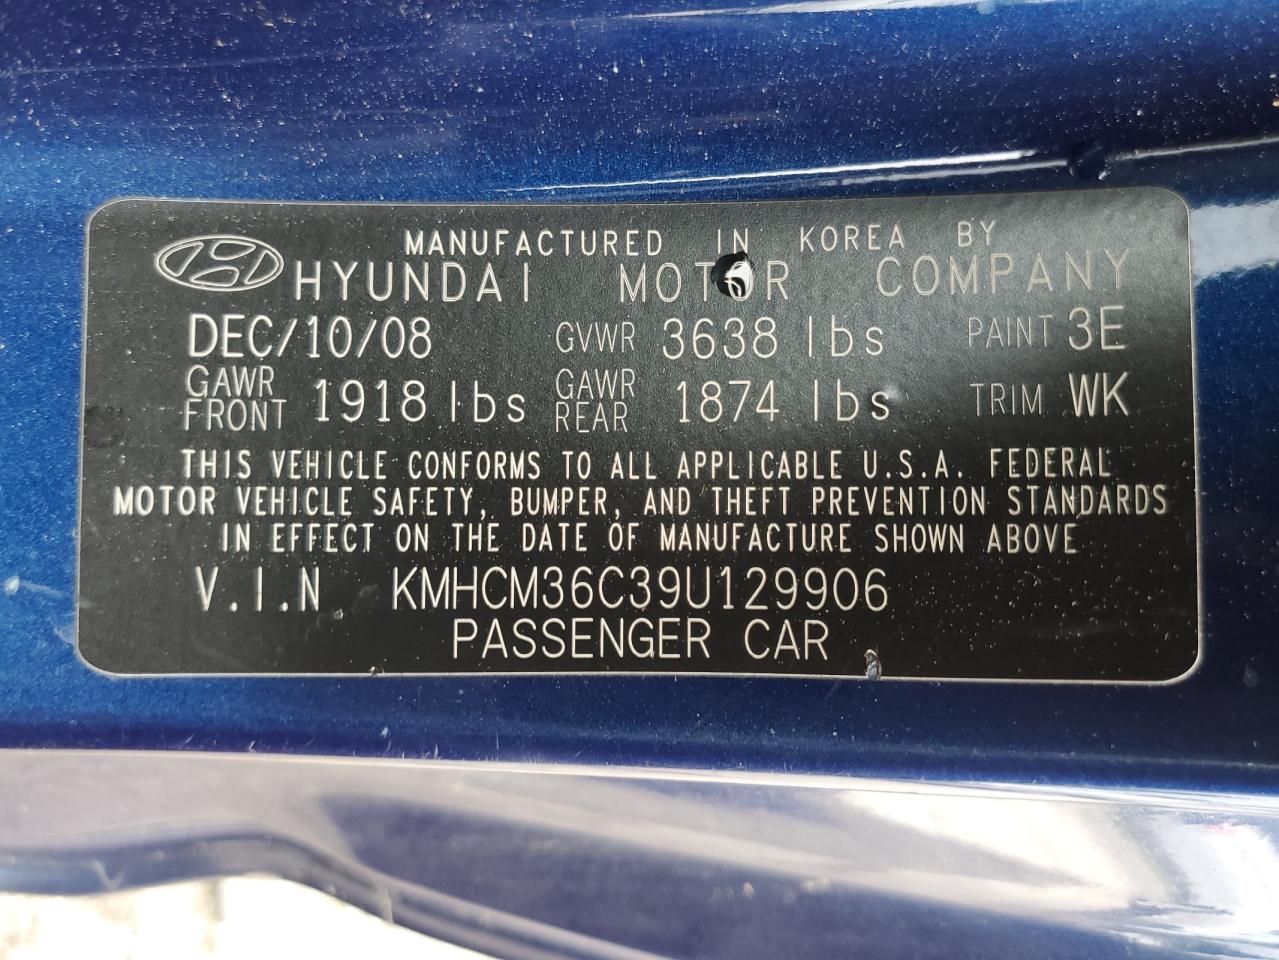 MANUFACTURED IN KOREA BY
HYUNDAI MOTOR COMPANY
DEC/10/08 GVWR 3638 lbs PAINT 3E
GAWR FRONT 1918 lbs GAWR REAR 1874 lbs TRIM WK
THIS VEHICLE CONFORMS TO ALL APPLICABLE U.S.A. FEDERAL
MOTOR VEHICLE SAFETY, BUMPER, AND THEFT PREVENTION STANDARDS
IN EFFECT ON THE DATE OF MANUFACTURE SHOWN ABOVE
V.I.N. KMHCM36C39U129906
PASSENGER CAR